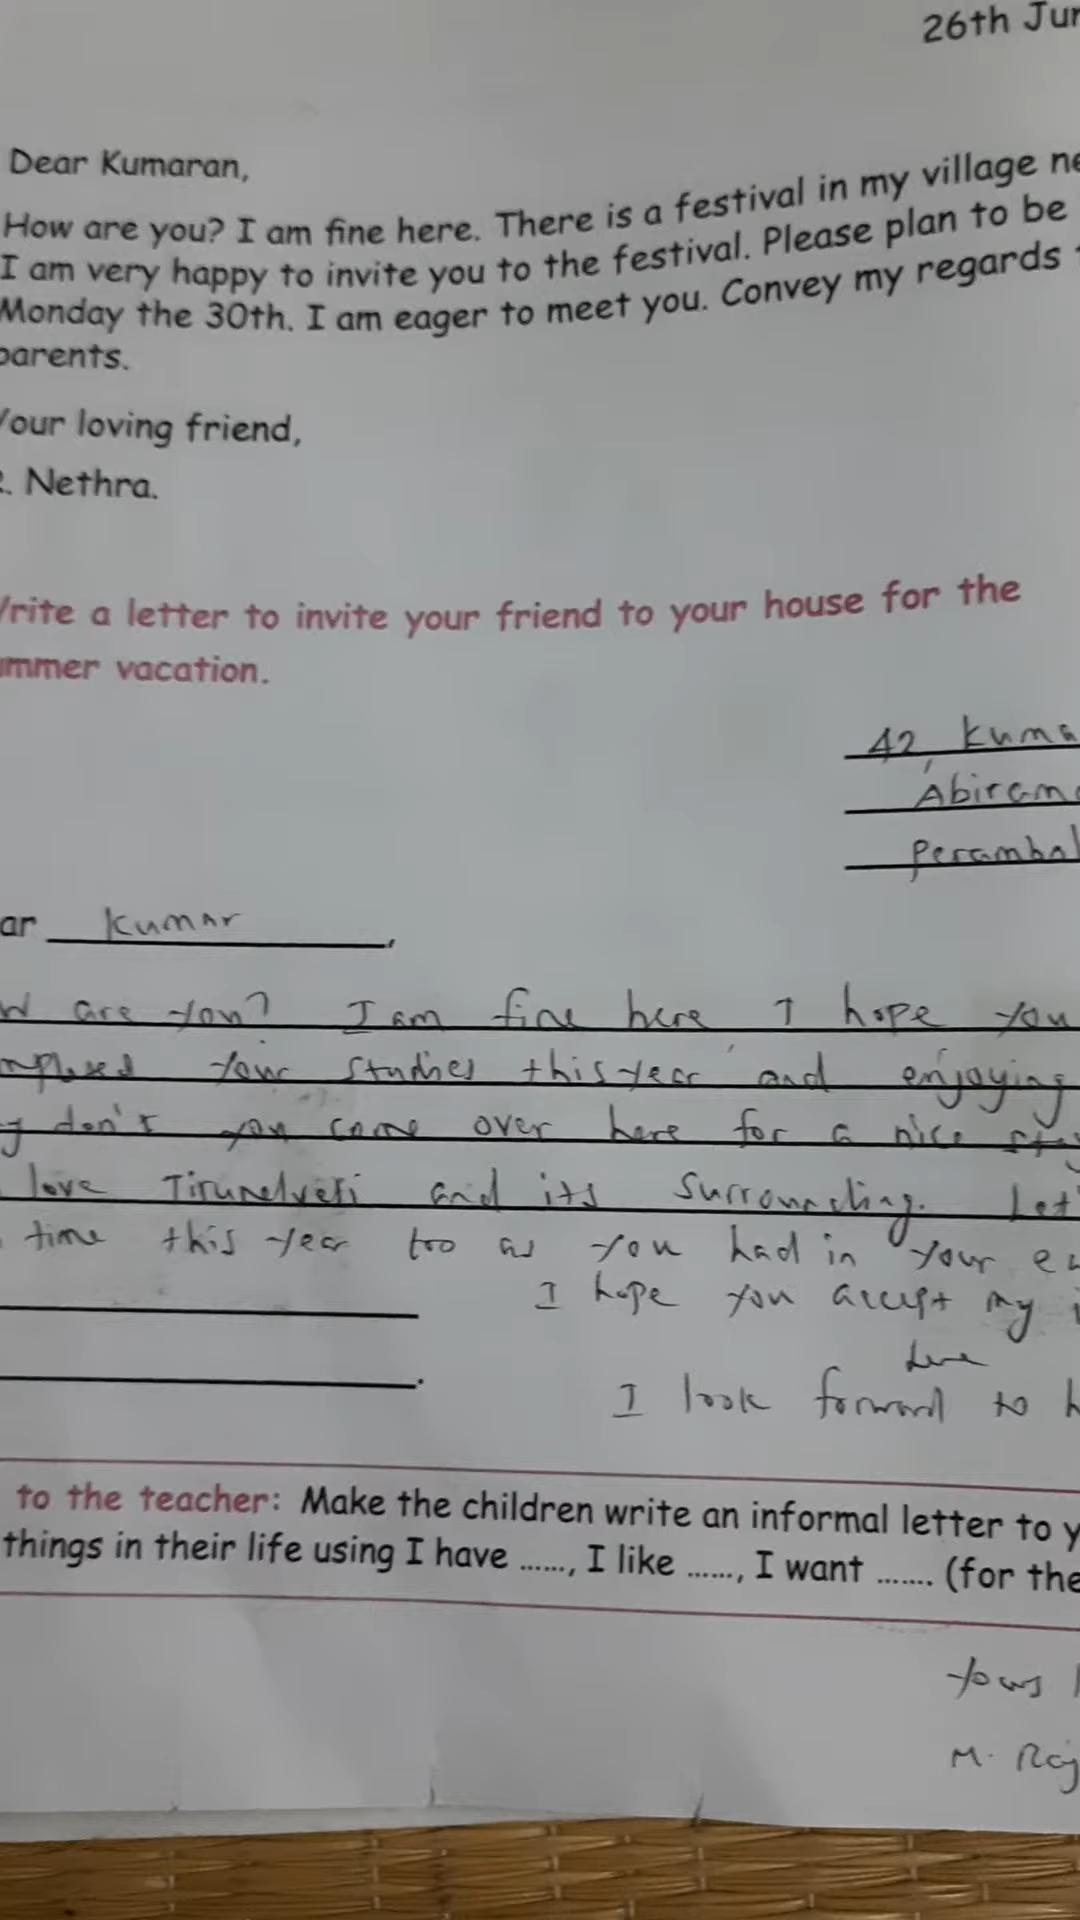 26th Jun
Dear Kumaran,
How are you? I am fine here. There is a festival in my village ne
I am very happy to invite you to the festival. Please plan to be
Monday the 30th. I am eager to meet you. Convey my regards
parents.
Your loving friend,
. Nethra.
Write a letter to invite your friend to your house for the
ummer vacation.
42, Kuma
Abiram
Perambal
ar Kumar,
w are you? I am fine here I hope you
your studies this year and enjoying
y don't you come over here for a nice stay
love Tirunelveli and its surrounding. Let'
time this year too as you had in your ea
I hope you accept my i
here
I look forward to h
to the teacher: Make the children write an informal letter to y
things in their life using I have ......, I like ......, I want ....... (for the
yours l
M. Raj